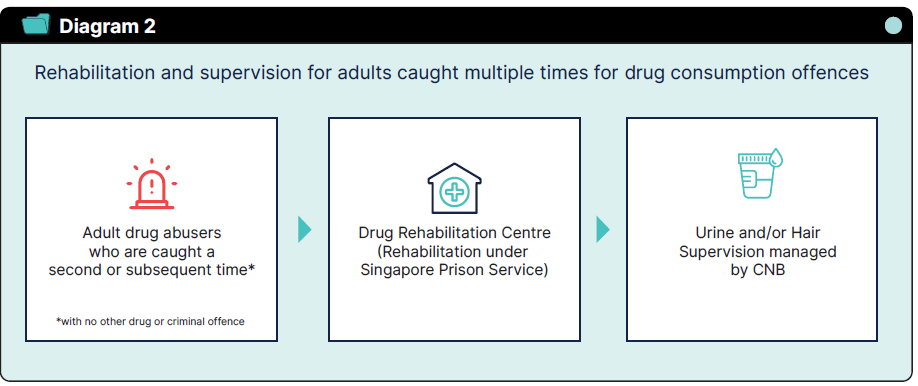 Diagram 2
Rehabilitation and supervision for adults caught multiple times for drug consumption offences
Adult drug abusers
who are caught a
second or subsequent time*
*with no other drug or criminal offence
Drug Rehabilitation Centre
(Rehabilitation under
Singapore Prison Service)
Urine and/or Hair
Supervision managed
by CNB